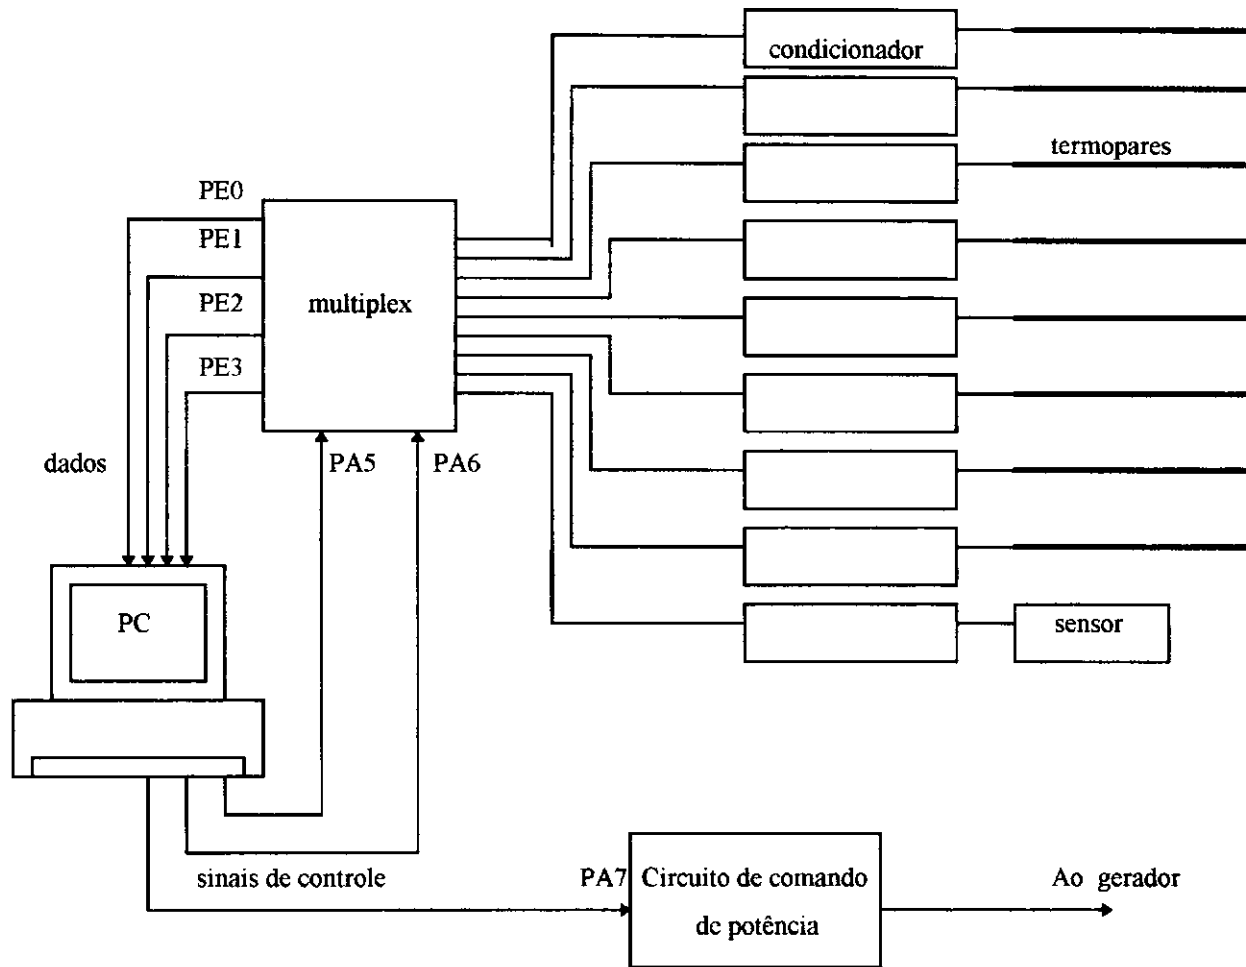 condicionador
termopares
PE0
PE1
PE2
multiplex
PE3
dados
PA5
PA6
PC
sensor
sinais de controle
PA7
Circuito de comando
de potência
Ao gerador